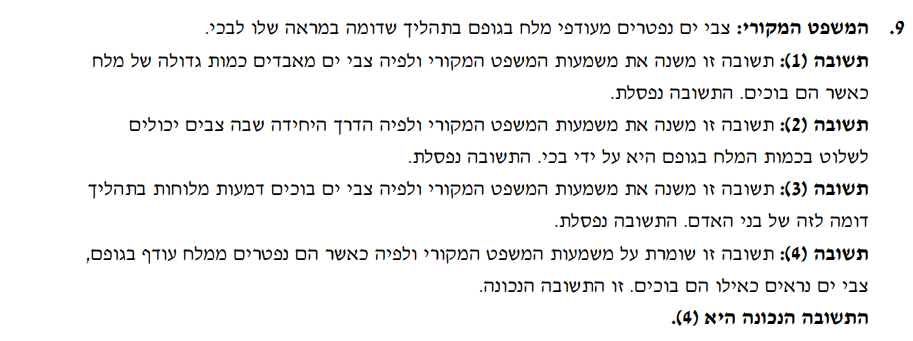 9. המשפט המקורי: צבי ים נפטרים מעודפי מלח בגופם בתהליך שדומה במראה שלו לבכי.
תשובה (1): תשובה זו משנה את משמעות המשפט המקורי ולפיה צבי ים מאבדים כמות גדולה של מלח
כאשר הם בוכים. התשובה נפסלת.
תשובה (2): תשובה זו משנה את משמעות המשפט המקורי ולפיה הדרך היחידה שבה צבים יכולים
לשלוט בכמות המלח בגופם היא על ידי בכי. התשובה נפסלת.
תשובה (3): תשובה זו משנה את משמעות המשפט המקורי ולפיה צבי ים בוכים דמעות מלוחות בתהליך
דומה לזה של בני האדם. התשובה נפסלת.
תשובה (4): תשובה זו שומרת על משמעות המשפט המקורי ולפיה כאשר הם נפטרים ממלח עודף בגופם,
צבי ים נראים כאילו הם בוכים. זו התשובה הנכונה.
התשובה הנכונה היא (4).